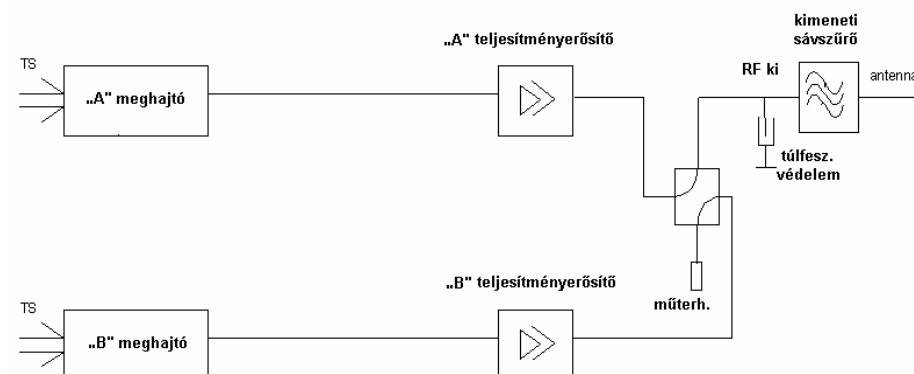 kimeneti
sávszűrő
„A" teljesítményerősítő
TS
RF ki
antenna
„A" meghajtó
túlfesz.
védelem
„B" teljesítményerősítő
műterh.
TS
„B" meghajtó